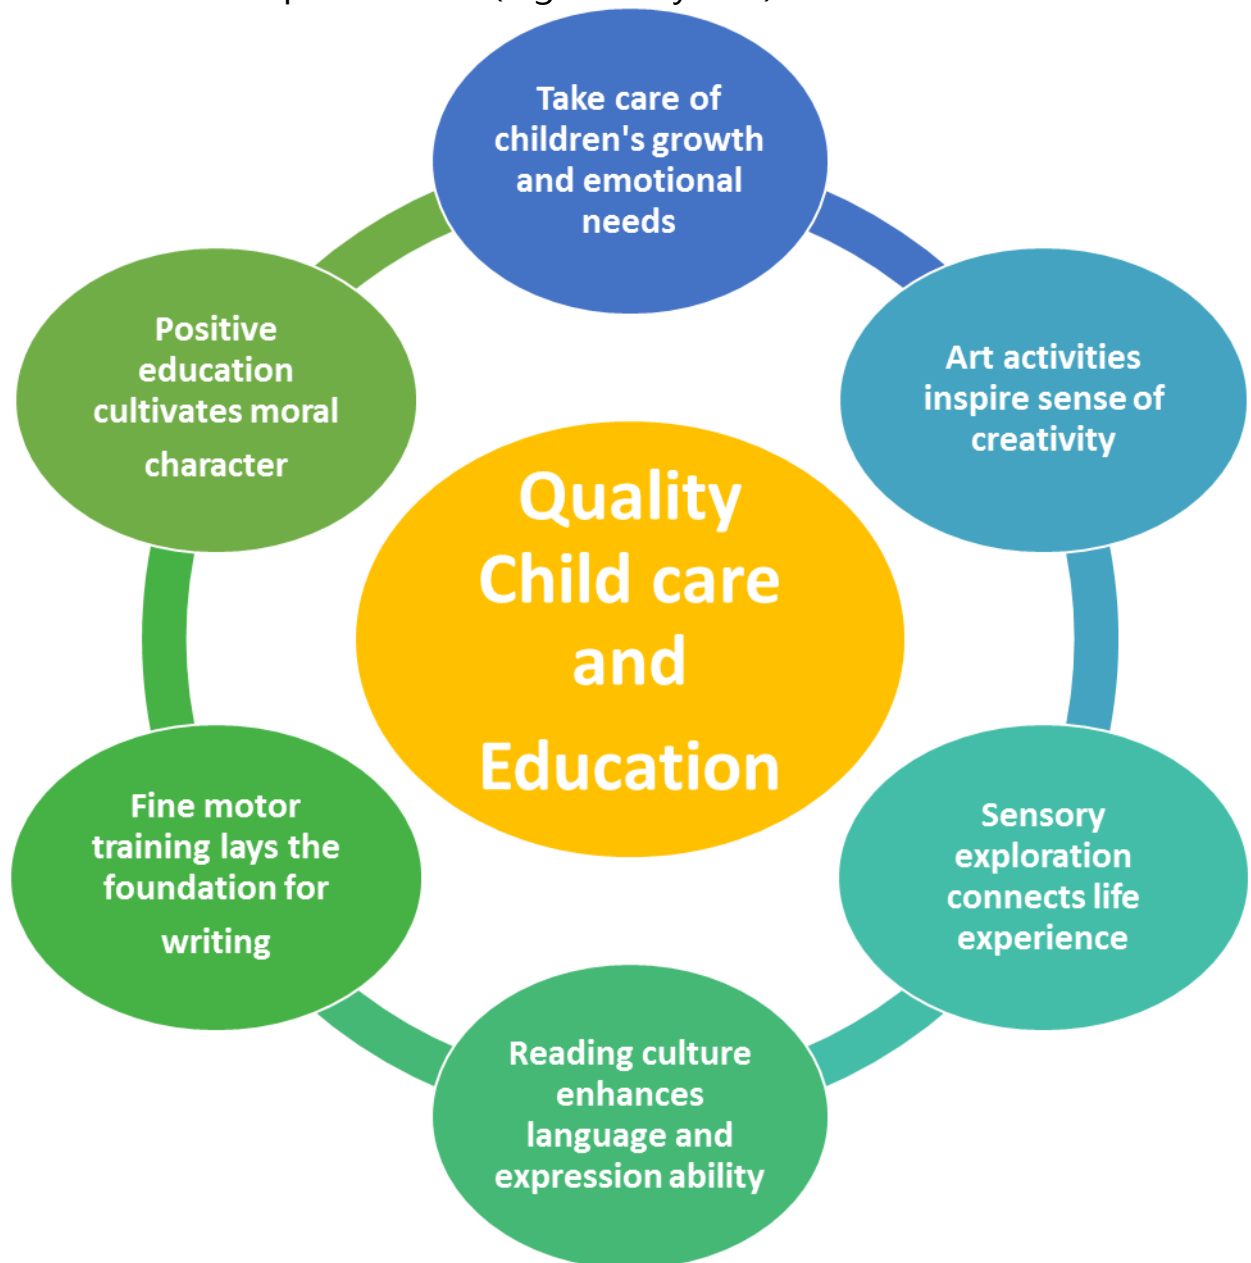 Take care of
children's growth
and emotional
needs
Art activities
inspire sense of
creativity
Sensory
exploration
connects life
experience
Reading culture
enhances
language and
expression ability
Fine motor
training lays the
foundation for
writing
Positive
education
cultivates moral
character
Quality
Child care
and
Education